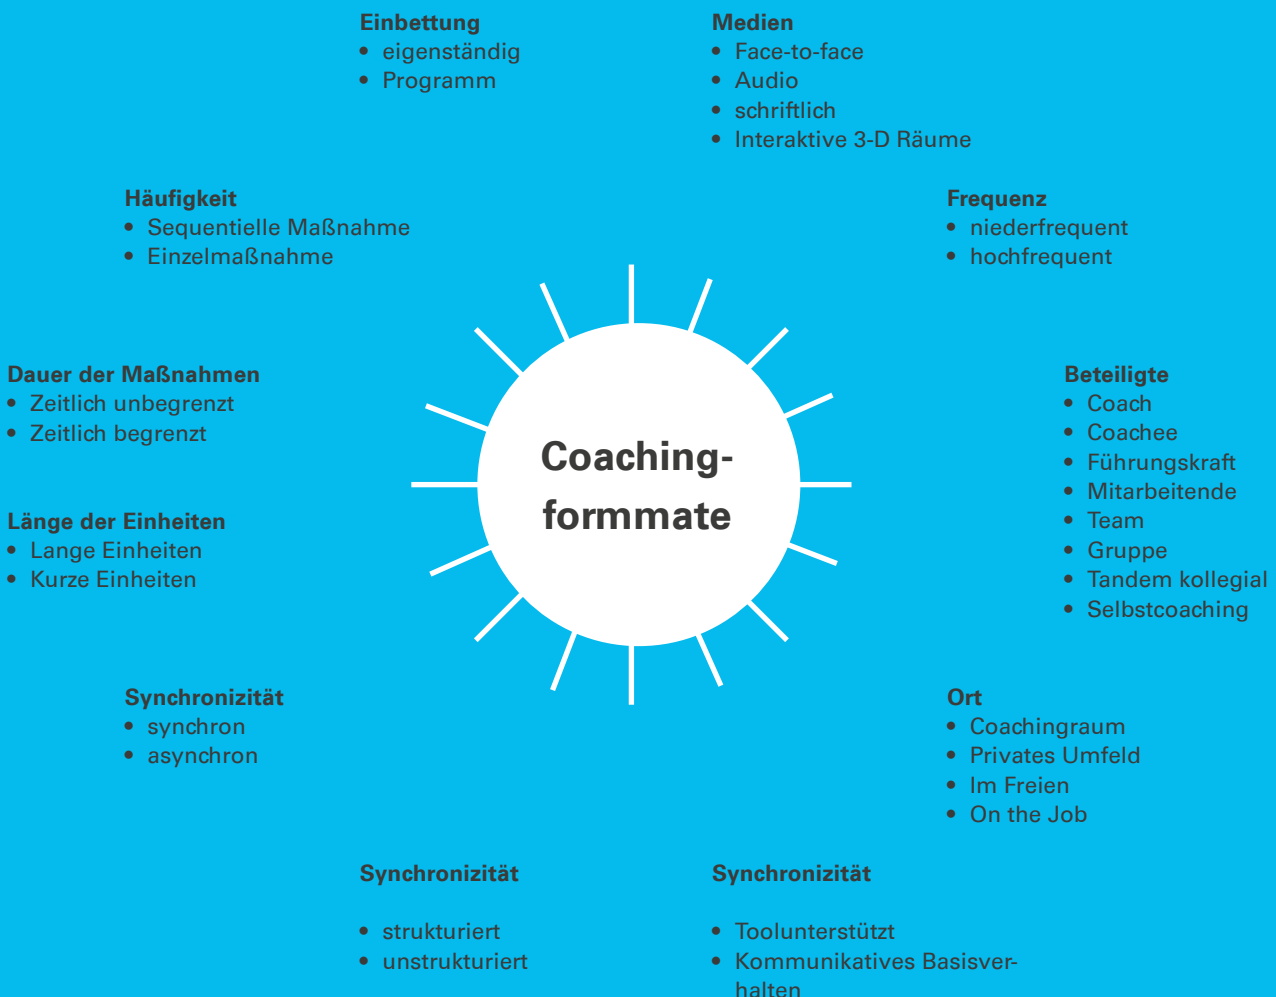 Einbettung
• eigenständig
• Programm
Medien
• Face-to-face
• Audio
• schriftlich
• Interaktive 3-D Räume
Häufigkeit
• Sequentielle Maßnahme
• Einzelmaßnahme
Frequenz
• niederfrequent
• hochfrequent
Dauer der Maßnahmen
• Zeitlich unbegrenzt
• Zeitlich begrenzt
Coaching-
formmate
Beteiligte
• Coach
• Coachee
• Führungskraft
• Mitarbeitende
• Team
• Gruppe
• Tandem kollegial
• Selbstcoaching
Länge der Einheiten
• Lange Einheiten
• Kurze Einheiten
Synchronizität
• synchron
• asynchron
Ort
• Coachingraum
• Privates Umfeld
• Im Freien
• On the Job
Synchronizität
• strukturiert
• unstrukturiert
Synchronizität
• Toolunterstützt
• Kommunikatives Basisver-
halten